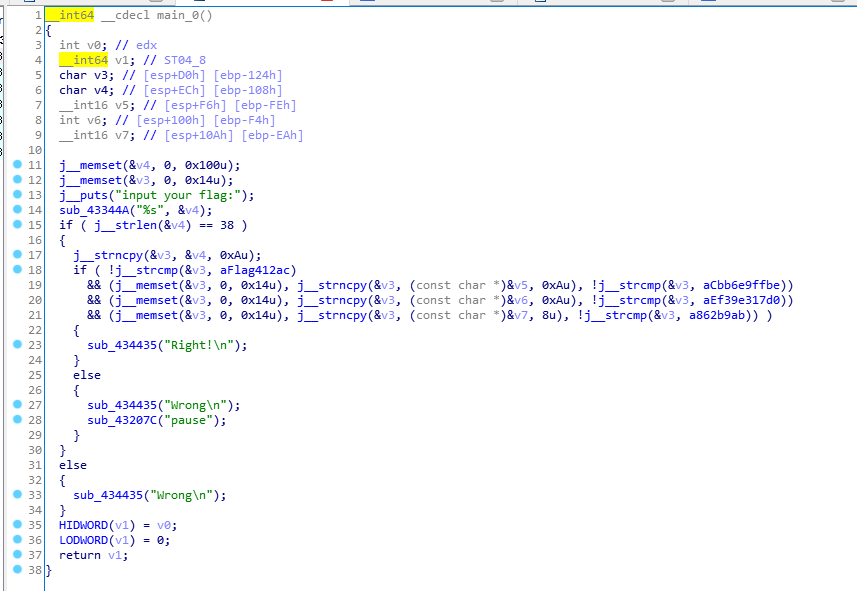 1 __int64 __cdecl main_0()
2 {
3 int v0; // edx
4 __int64 v1; // ST04_8
5 char v3; // [esp+D0h] [ebp-124h]
6 char v4; // [esp+ECh] [ebp-108h]
7 __int16 v5; // [esp+F6h] [ebp-FEh]
8 int v6; // [esp+100h] [ebp-F4h]
9 __int16 v7; // [esp+10Ah] [ebp-EAh]
10
11 j__memset(&v4, 0, 0x100u);
12 j__memset(&v3, 0, 0x14u);
13 j__puts("input your flag:");
14 sub_43344A("%s", &v4);
15 if ( j__strlen(&v4) == 38 )
16 {
17 j__strncpy(&v3, &v4, 0xAu);
18 if ( !j__strcmp(&v3, aFlag412ac)
19 && (j__memset(&v3, 0, 0x14u), j__strncpy(&v3, (const char *)&v5, 0xAu), !j__strcmp(&v3, aCbb6e9ffbe))
20 && (j__memset(&v3, 0, 0x14u), j__strncpy(&v3, (const char *)&v6, 0xAu), !j__strcmp(&v3, aEf39e317d0))
21 && (j__memset(&v3, 0, 0x14u), j__strncpy(&v3, (const char *)&v7, 8u), !j__strcmp(&v3, a862b9ab)) )
22 {
23 sub_434435("Right!\n");
24 }
25 else
26 {
27 sub_434435("Wrong\n");
28 sub_43207C("pause");
29 }
30 }
31 else
32 {
33 sub_434435("Wrong\n");
34 }
35 HIDWORD(v1) = v0;
36 LODWORD(v1) = 0;
37 return v1;
38 }